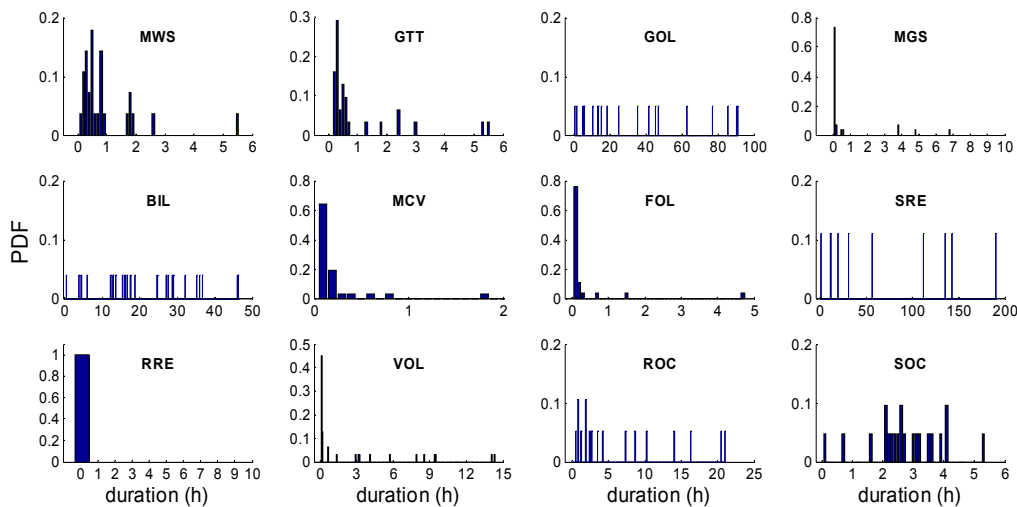 MWS
0.2
0.1
0
0 1 2 3 4 5 6
GTT
0.3
0.2
0.1
0
0 1 2 3 4 5 6
GOL
0.2
0.1
0
0 20 40 60 80 100
MGS
0.8
0.6
0.4
0.2
0
0 1 2 3 4 5 6 7 8 9 10
PDF
BIL
0.2
0.1
0
0 10 20 30 40 50
MCV
0.8
0.6
0.4
0.2
0
0 1 2
FOL
0.8
0.6
0.4
0.2
0
0 1 2 3 4 5
SRE
0.2
0.1
0
0 50 100 150 200
RRE
1
0.8
0.6
0.4
0.2
0
0 1 2 3 4 5 6 7 8 9 10
duration (h)
VOL
0.5
0.4
0.3
0.2
0.1
0
0 3 6 9 12 15
duration (h)
ROC
0.2
0.1
0
0 5 10 15 20 25
duration (h)
SOC
0.2
0.1
0
0 1 2 3 4 5 6
duration (h)